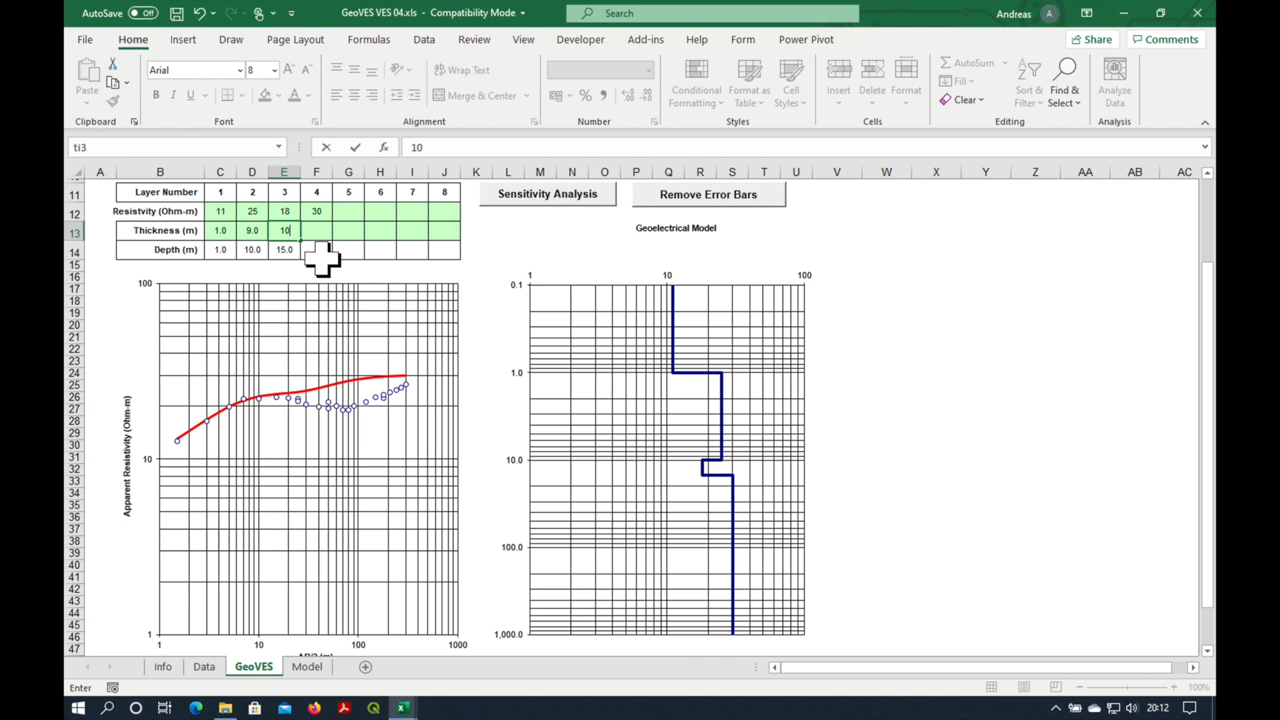 AutoSave Off GeoVES VES 04.xls - Compatibility Mode Search Andreas A
File Home Insert Draw Page Layout Formulas Data Review View Developer Add-ins Help Form Power Pivot Share Comments
Paste Arial 8 Wrap Text AutoSum
B I U A Merge & Center % Conditional Formatting Format as Table Cell Styles Insert Delete Format Fill Clear Sort & Filter Find & Select Analyze Data
Clipboard Font Alignment Number Styles Cells Editing Analysis
ti3 fx 10
A B C D E F G H I J K L M N O P Q R S T U V W X Y Z AA AB AC
11 Layer Number 1 2 3 4 5 6 7 8 Sensitivity Analysis Remove Error Bars
12 Resistvity (Ohm-m) 11 25 18 30
13 Thickness (m) 1.0 9.0 10 Geoelectrical Model
14 Depth (m) 1.0 10.0 15.0
15
16 1 10 100
17 100 0.1
18
19
20
21
22
23
24 1.0
25
26
27
28
29
30
31 10 10.0
32
33
34
35
36
37
38
39 100.0
40
41
42
43
44
45
46 1 1,000.0
47 1 10 100 1000
Apparent Resistivity (Ohm-m)
Info Data GeoVES Model
Enter 100%
20:12